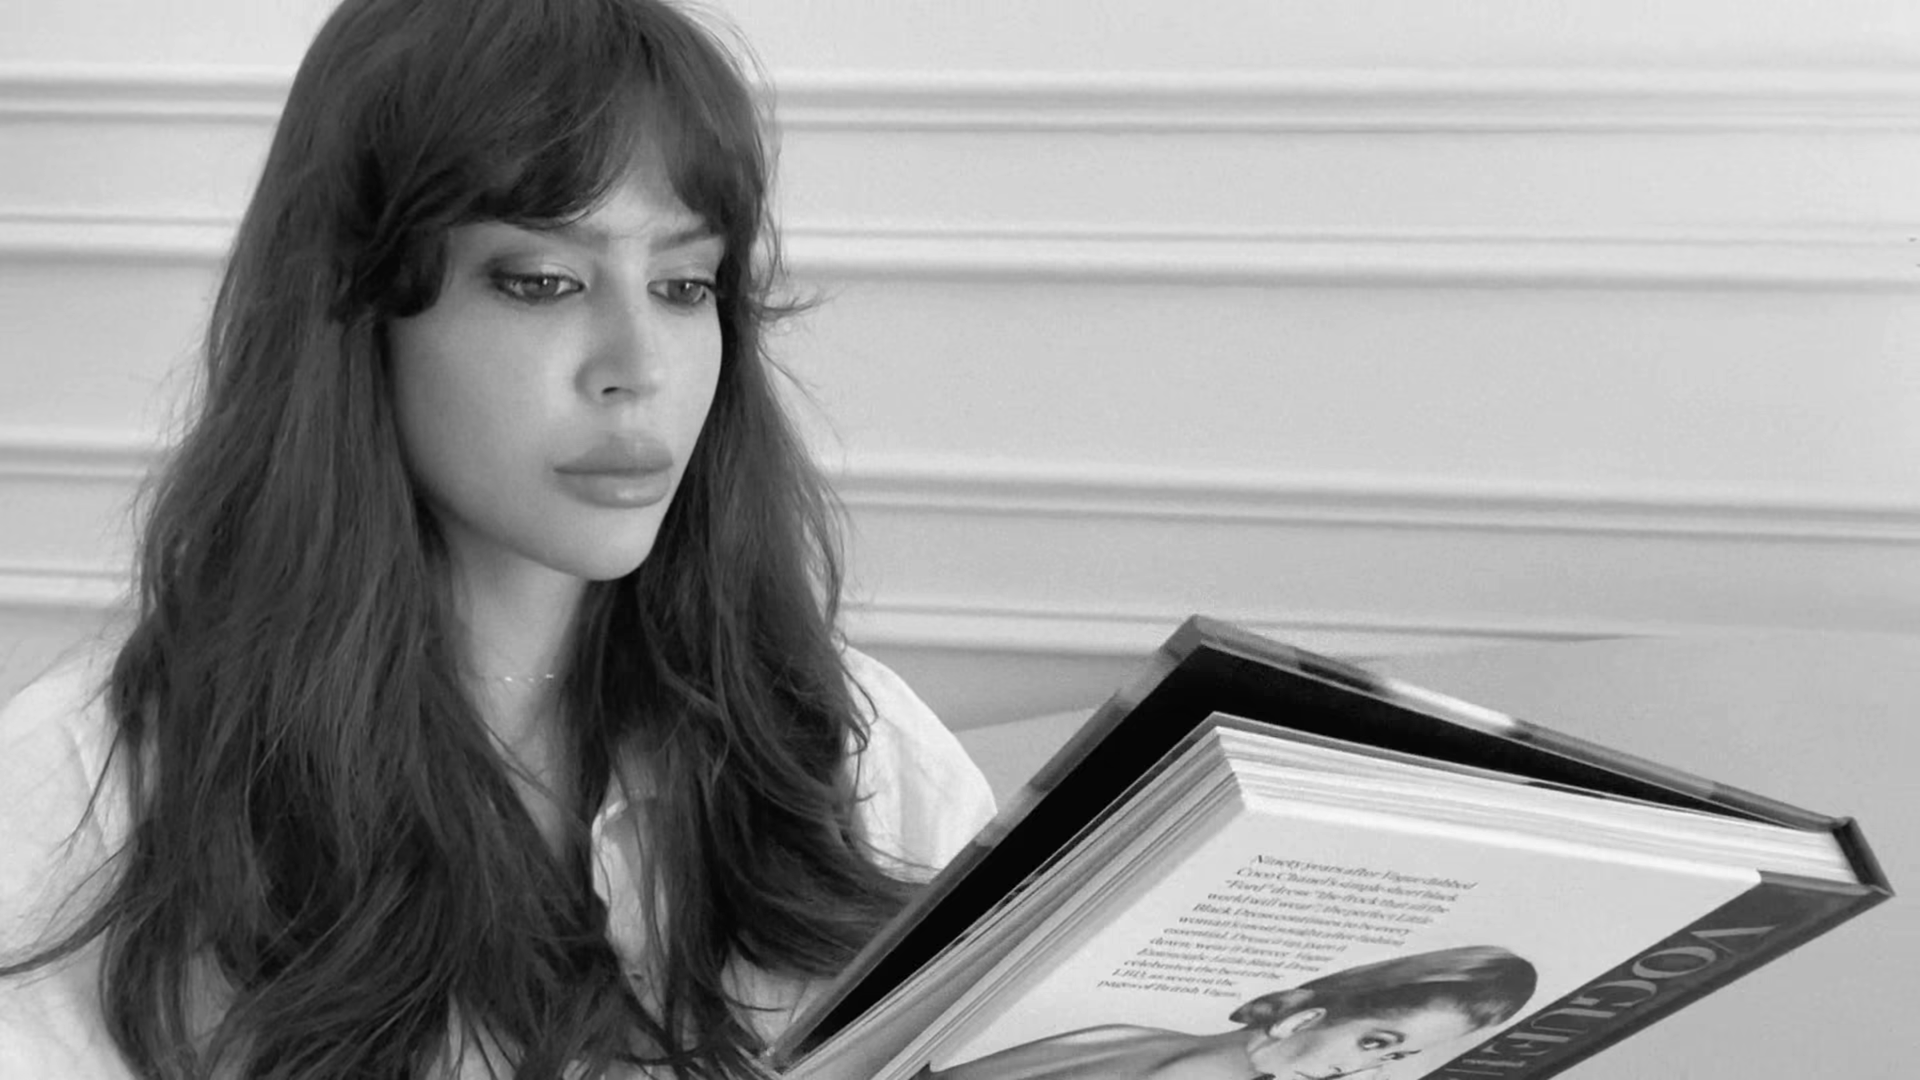 Ninety years after Vogue dubbed
Coco Chanel's simple short black
"Ford" dress "the frock that all the
world will wear", the perfect Little
Black Dress continues to be every
woman's most sought after fashion
essential. Dress it up, pare it
down, wear it forever. Vogue
Essentials: Little Black Dress
celebrates the best of the
LBD, as seen on the
pages of British Vogue.
VOGUE